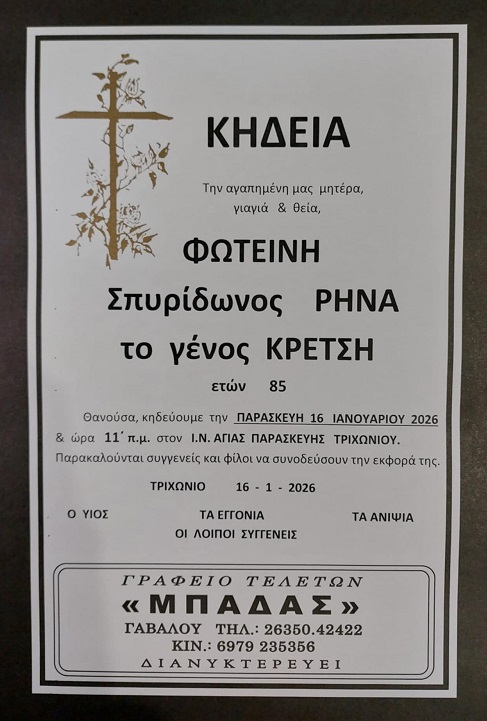 ΚΗΔΕΙΑ
Την αγαπημένη μας μητέρα,
γιαγιά & θεία,
ΦΩΤΕΙΝΗ
Σπυρίδωνος ΡΗΝΑ
το γένος ΚΡΕΤΣΗ
ετών 85
Θανούσα, κηδεύουμε την ΠΑΡΑΣΚΕΥΗ 16 ΙΑΝΟΥΑΡΙΟΥ 2026
& ώρα 11΄ π.μ. στον Ι.Ν. ΑΓΙΑΣ ΠΑΡΑΣΚΕΥΗΣ ΤΡΙΧΩΝΙΟΥ.
Παρακαλούνται συγγενείς και φίλοι να συνοδεύσουν την εκφορά της.
ΤΡΙΧΩΝΙΟ 16 - 1 - 2026
Ο ΥΙΟΣ ΤΑ ΕΓΓΟΝΙΑ ΤΑ ΑΝΙΨΙΑ
ΟΙ ΛΟΙΠΟΙ ΣΥΓΓΕΝΕΙΣ
ΓΡΑΦΕΙΟ ΤΕΛΕΤΩΝ
«ΜΠΑΔΑΣ»
ΓΑΒΑΛΟΥ ΤΗΛ.: 26350.42422
ΚΙΝ.: 6979 235356
ΔΙΑΝΥΚΤΕΡΕΥΕΙ